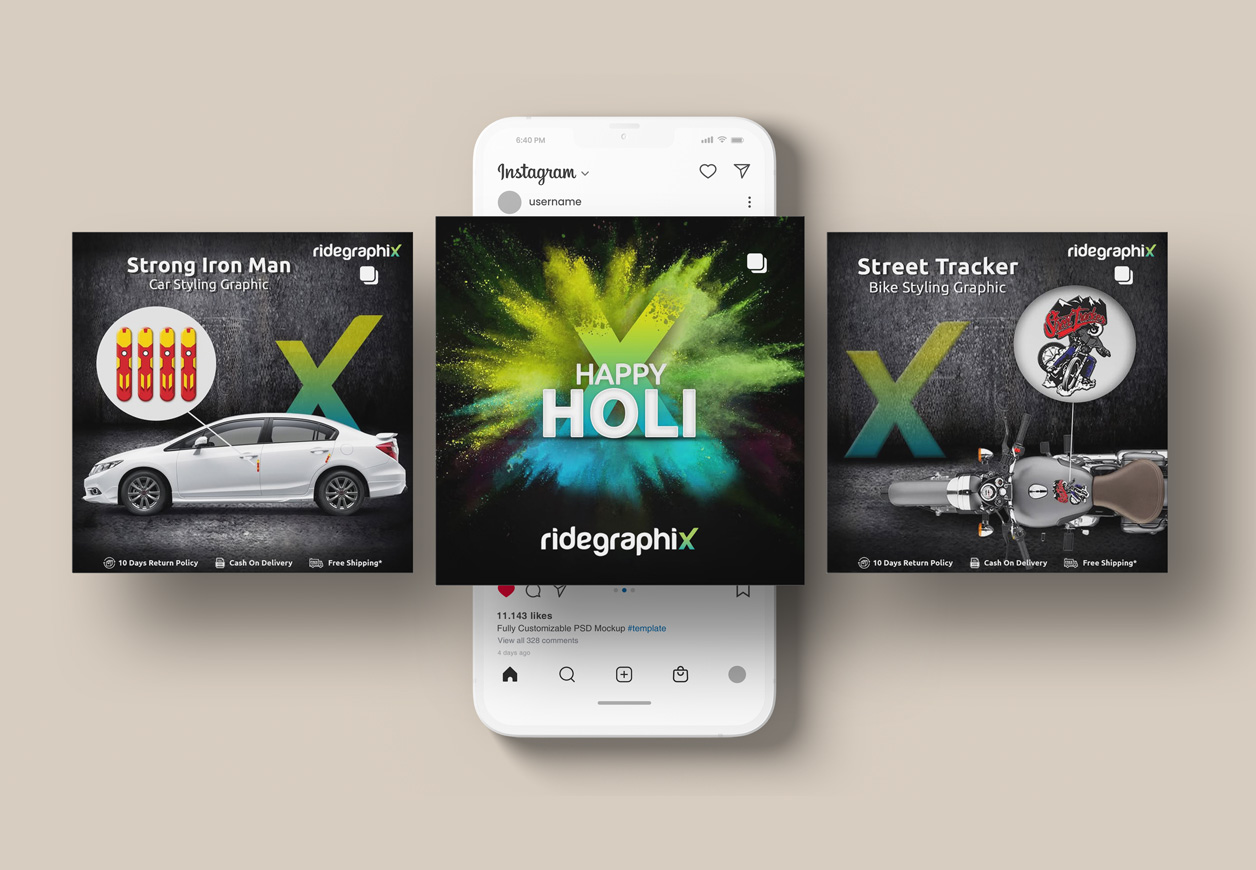 6:40 PM
Instagram
username
ridegraphix
Strong Iron Man
Car Styling Graphic
X
10 Days Return Policy
Cash On Delivery
Free Shipping*
X
HAPPY
HOLI
ridegraphix
ridegraphix
Street Tracker
Bike Styling Graphic
X
10 Days Return Policy
Cash On Delivery
Free Shipping*
11.143 likes
Fully Customizable PSD Mockup #template
View all 328 comments
4 days ago